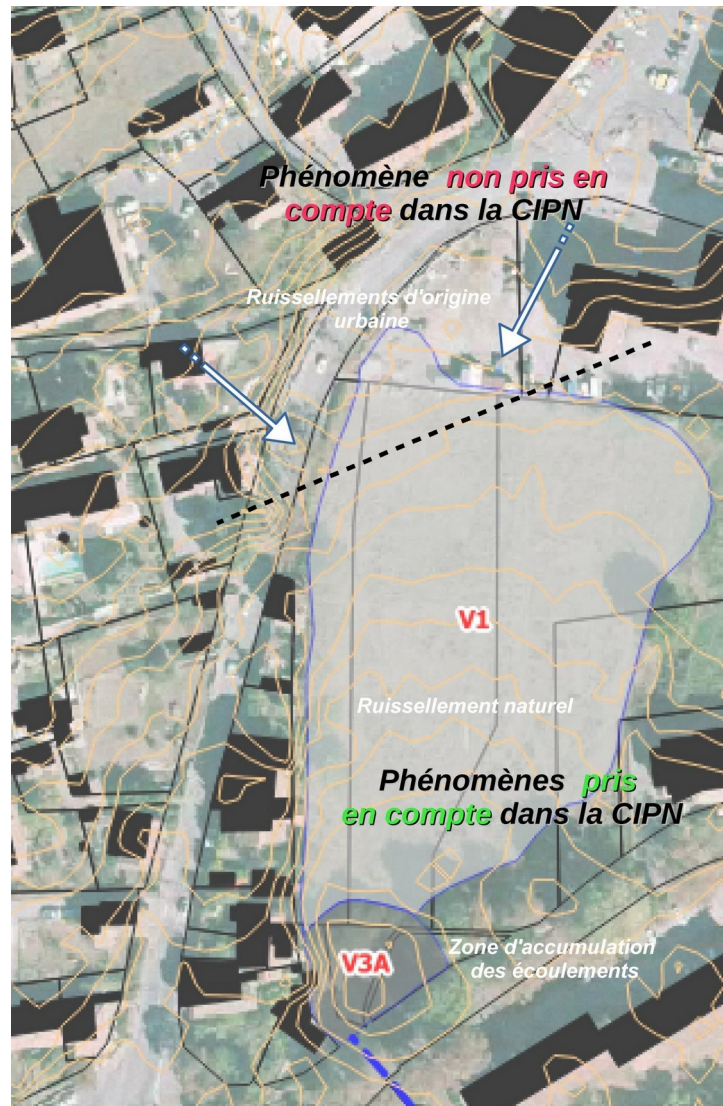 Phénomène non pris en
compte dans la CIPN
Ruissellements d'origine
urbaine
V1
Ruissellement naturel
Phénomènes pris
en compte dans la CIPN
Zone d'accumulation
des écoulements
V3A